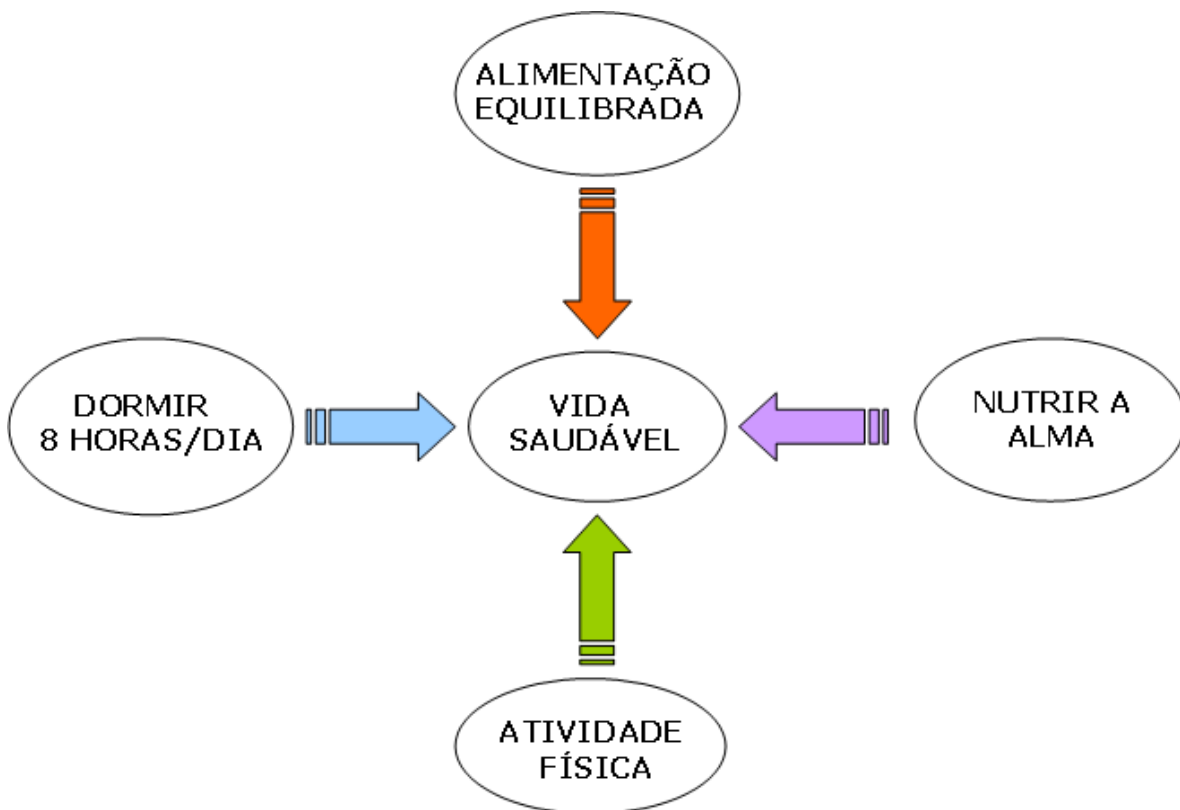 ALIMENTAÇÃO
EQUILIBRADA
DORMIR
8 HORAS/DIA
VIDA
SAUDÁVEL
NUTRIR A
ALMA
ATIVIDADE
FÍSICA